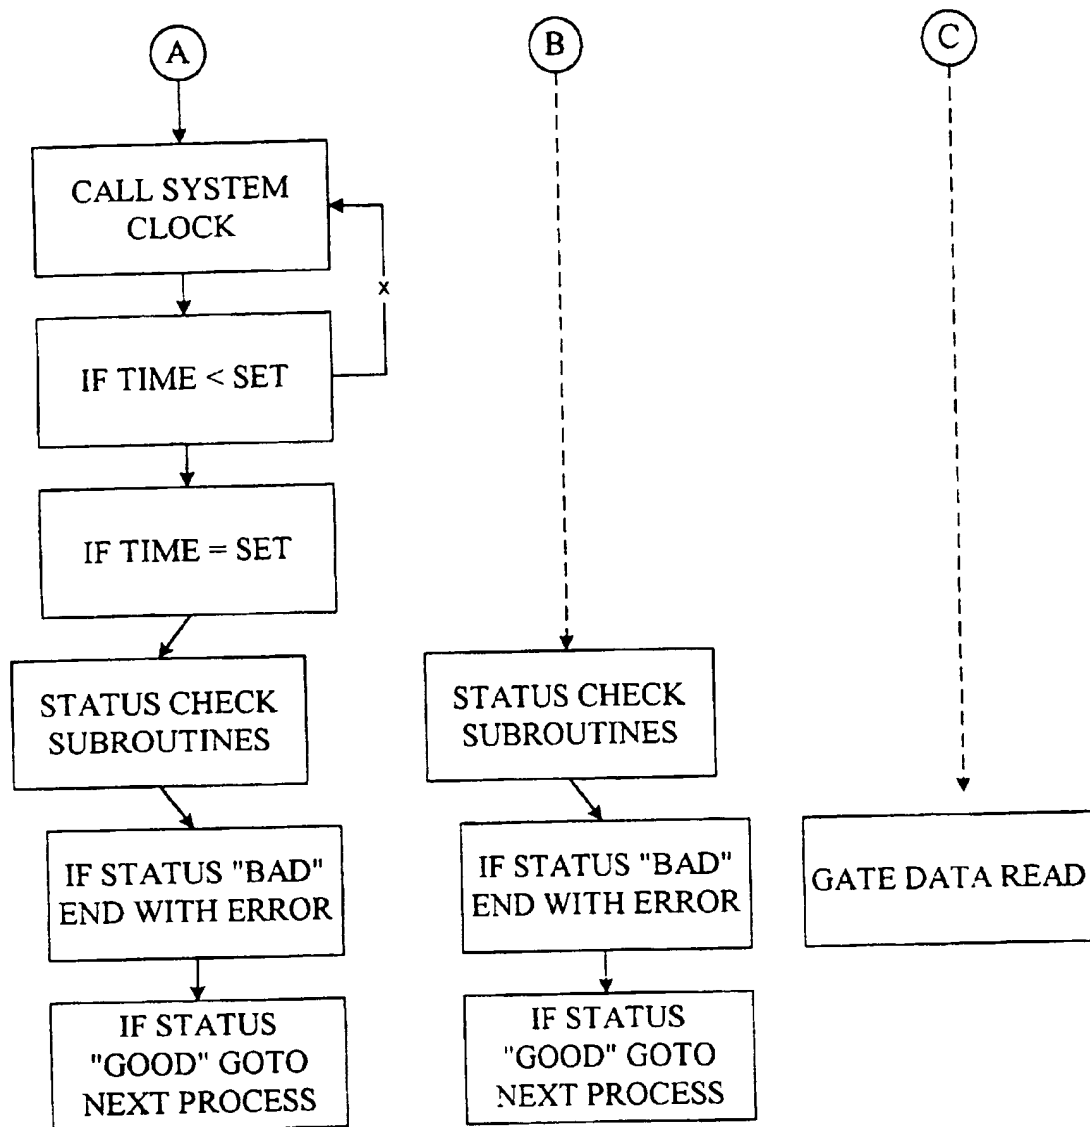 A
B
C
CALL SYSTEM
CLOCK
x
IF TIME < SET
IF TIME = SET
STATUS CHECK
SUBROUTINES
IF STATUS "BAD"
END WITH ERROR
IF STATUS
"GOOD" GOTO
NEXT PROCESS
STATUS CHECK
SUBROUTINES
IF STATUS "BAD"
END WITH ERROR
IF STATUS
"GOOD" GOTO
NEXT PROCESS
GATE DATA READ